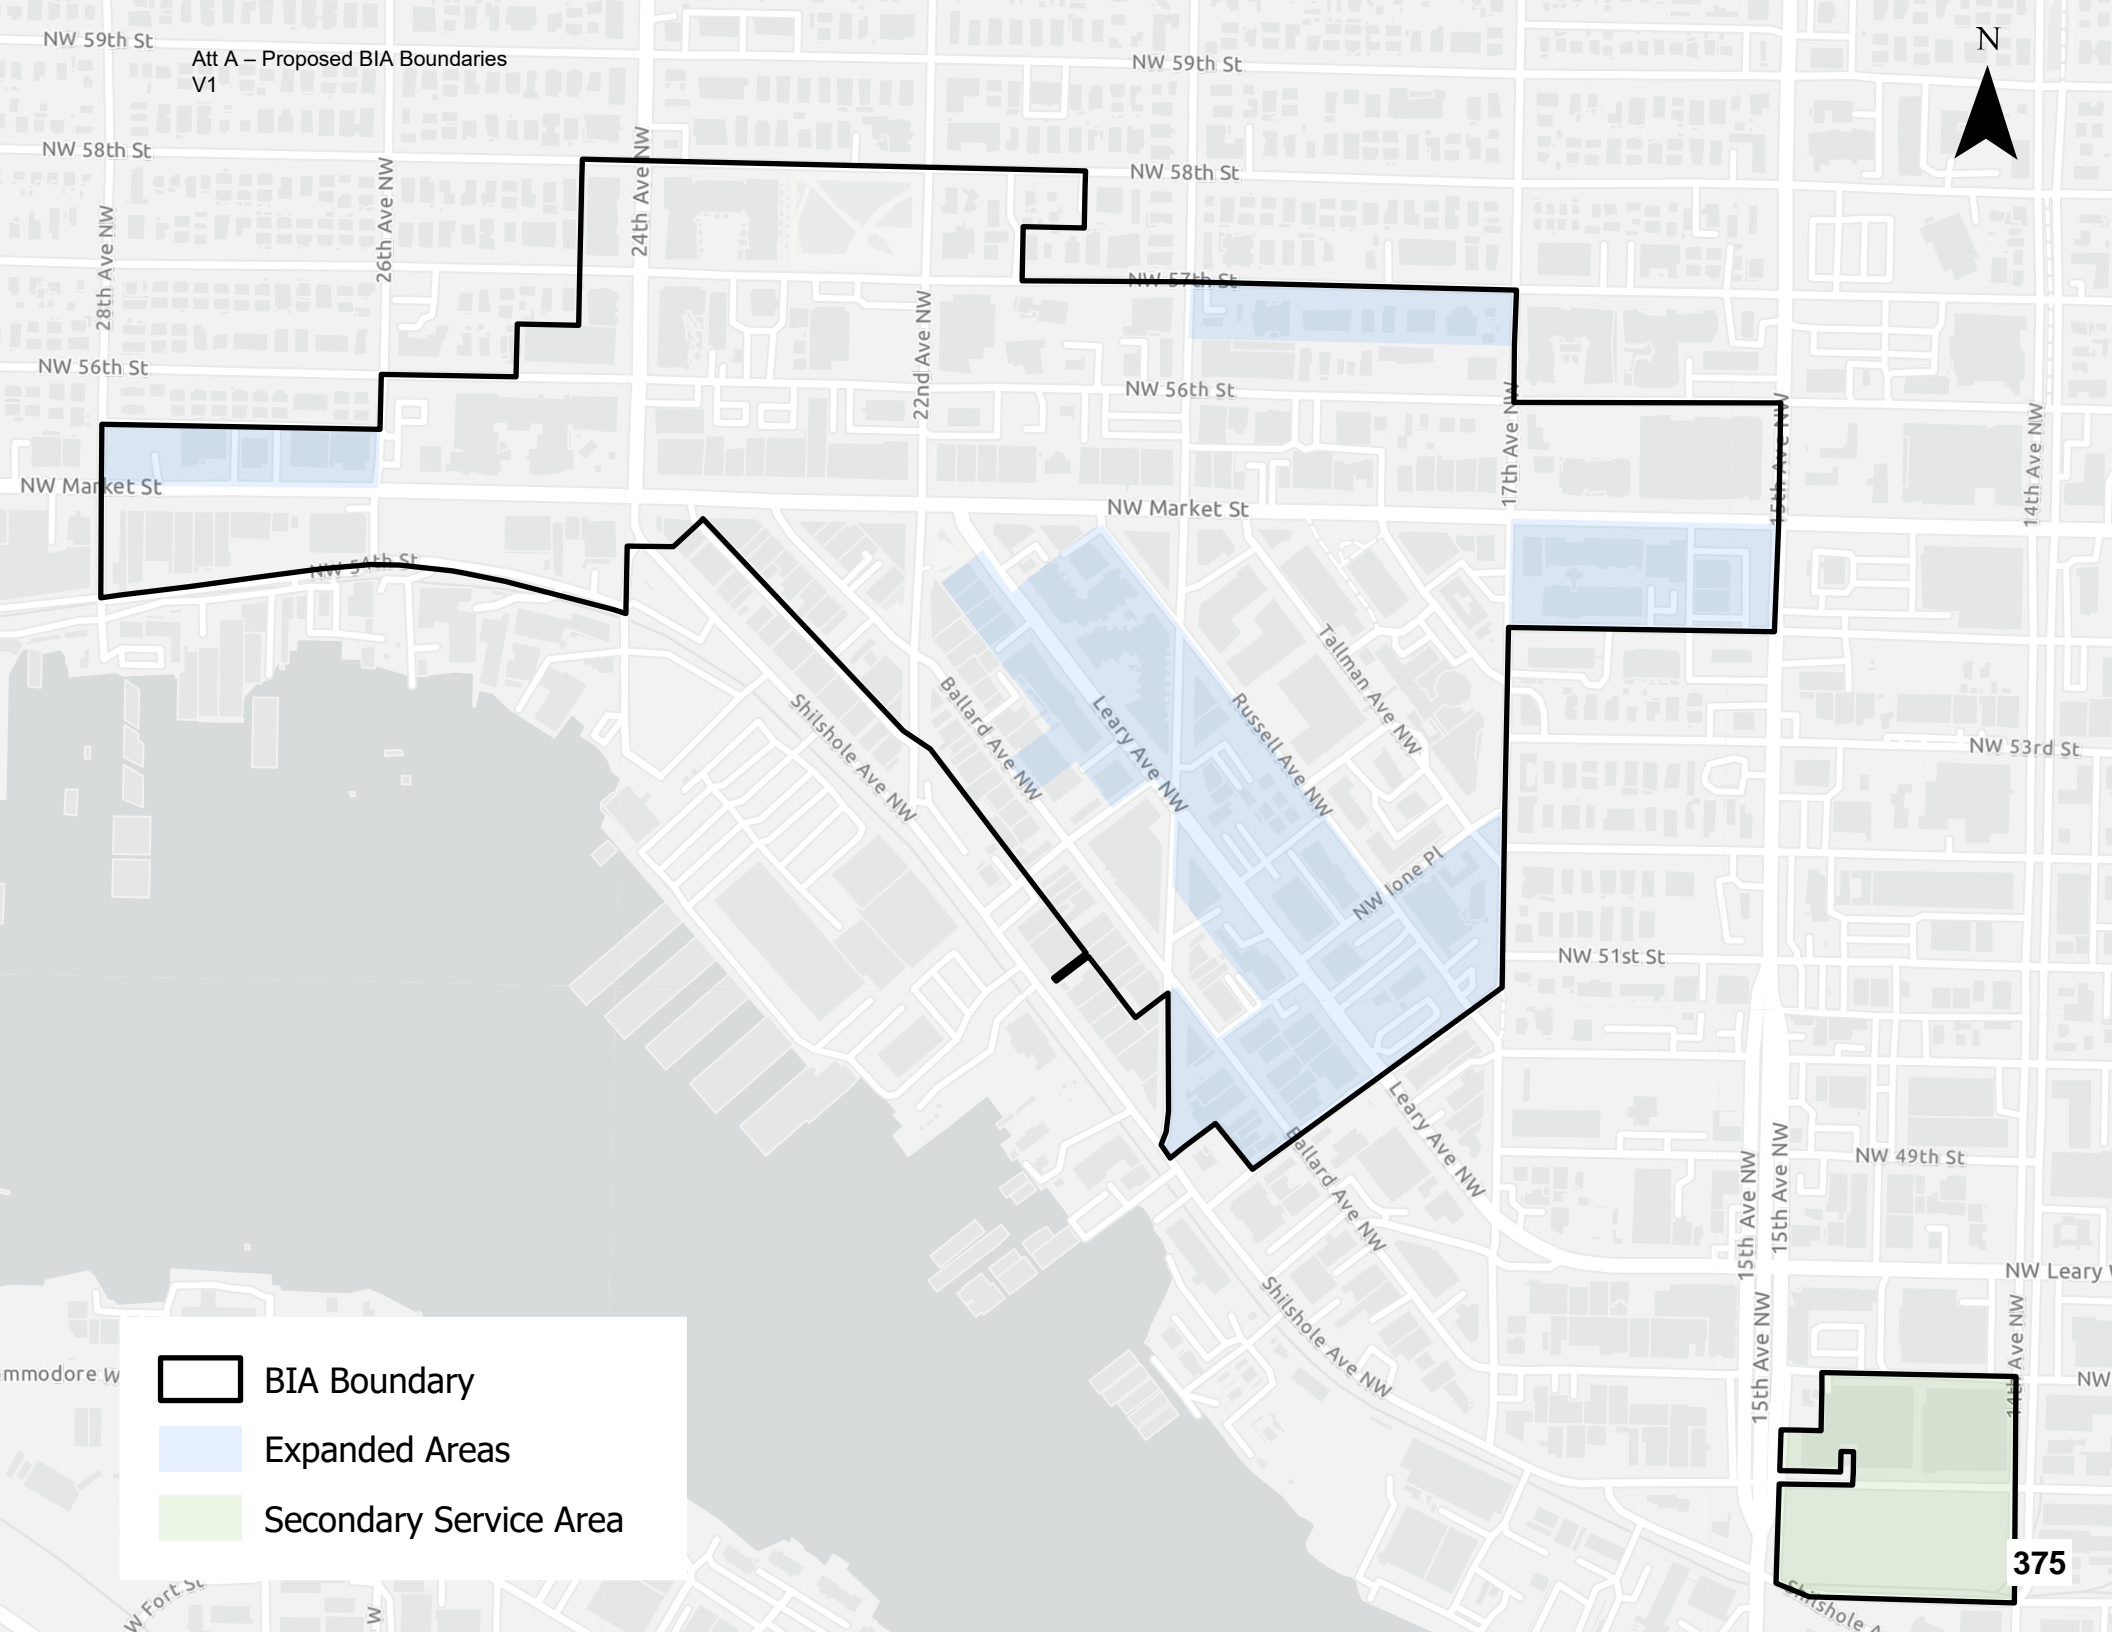 NW 59th St
Att A – Proposed BIA Boundaries
V1
NW 59th St
N
NW 58th St
24th Ave NW
26th Ave NW
NW 58th St
28th Ave NW
NW 57th St
22nd Ave NW
NW 56th St
NW 56th St
17th Ave NW
15th Ave NW
14th Ave NW
NW Market St
NW Market St
NW 54th St
Tallman Ave NW
Ballard Ave NW
Shilshole Ave NW
Leary Ave NW
Russell Ave NW
NW 53rd St
NW Ione Pl
NW 51st St
Leary Ave NW
Ballard Ave NW
15th Ave NW
15th Ave NW
NW 49th St
Shilshole Ave NW
NW Leary
15th Ave NW
14th Ave NW
mmodore W
NW
BIA Boundary
Expanded Areas
Secondary Service Area
375
W Fort St
W
Shilshole A